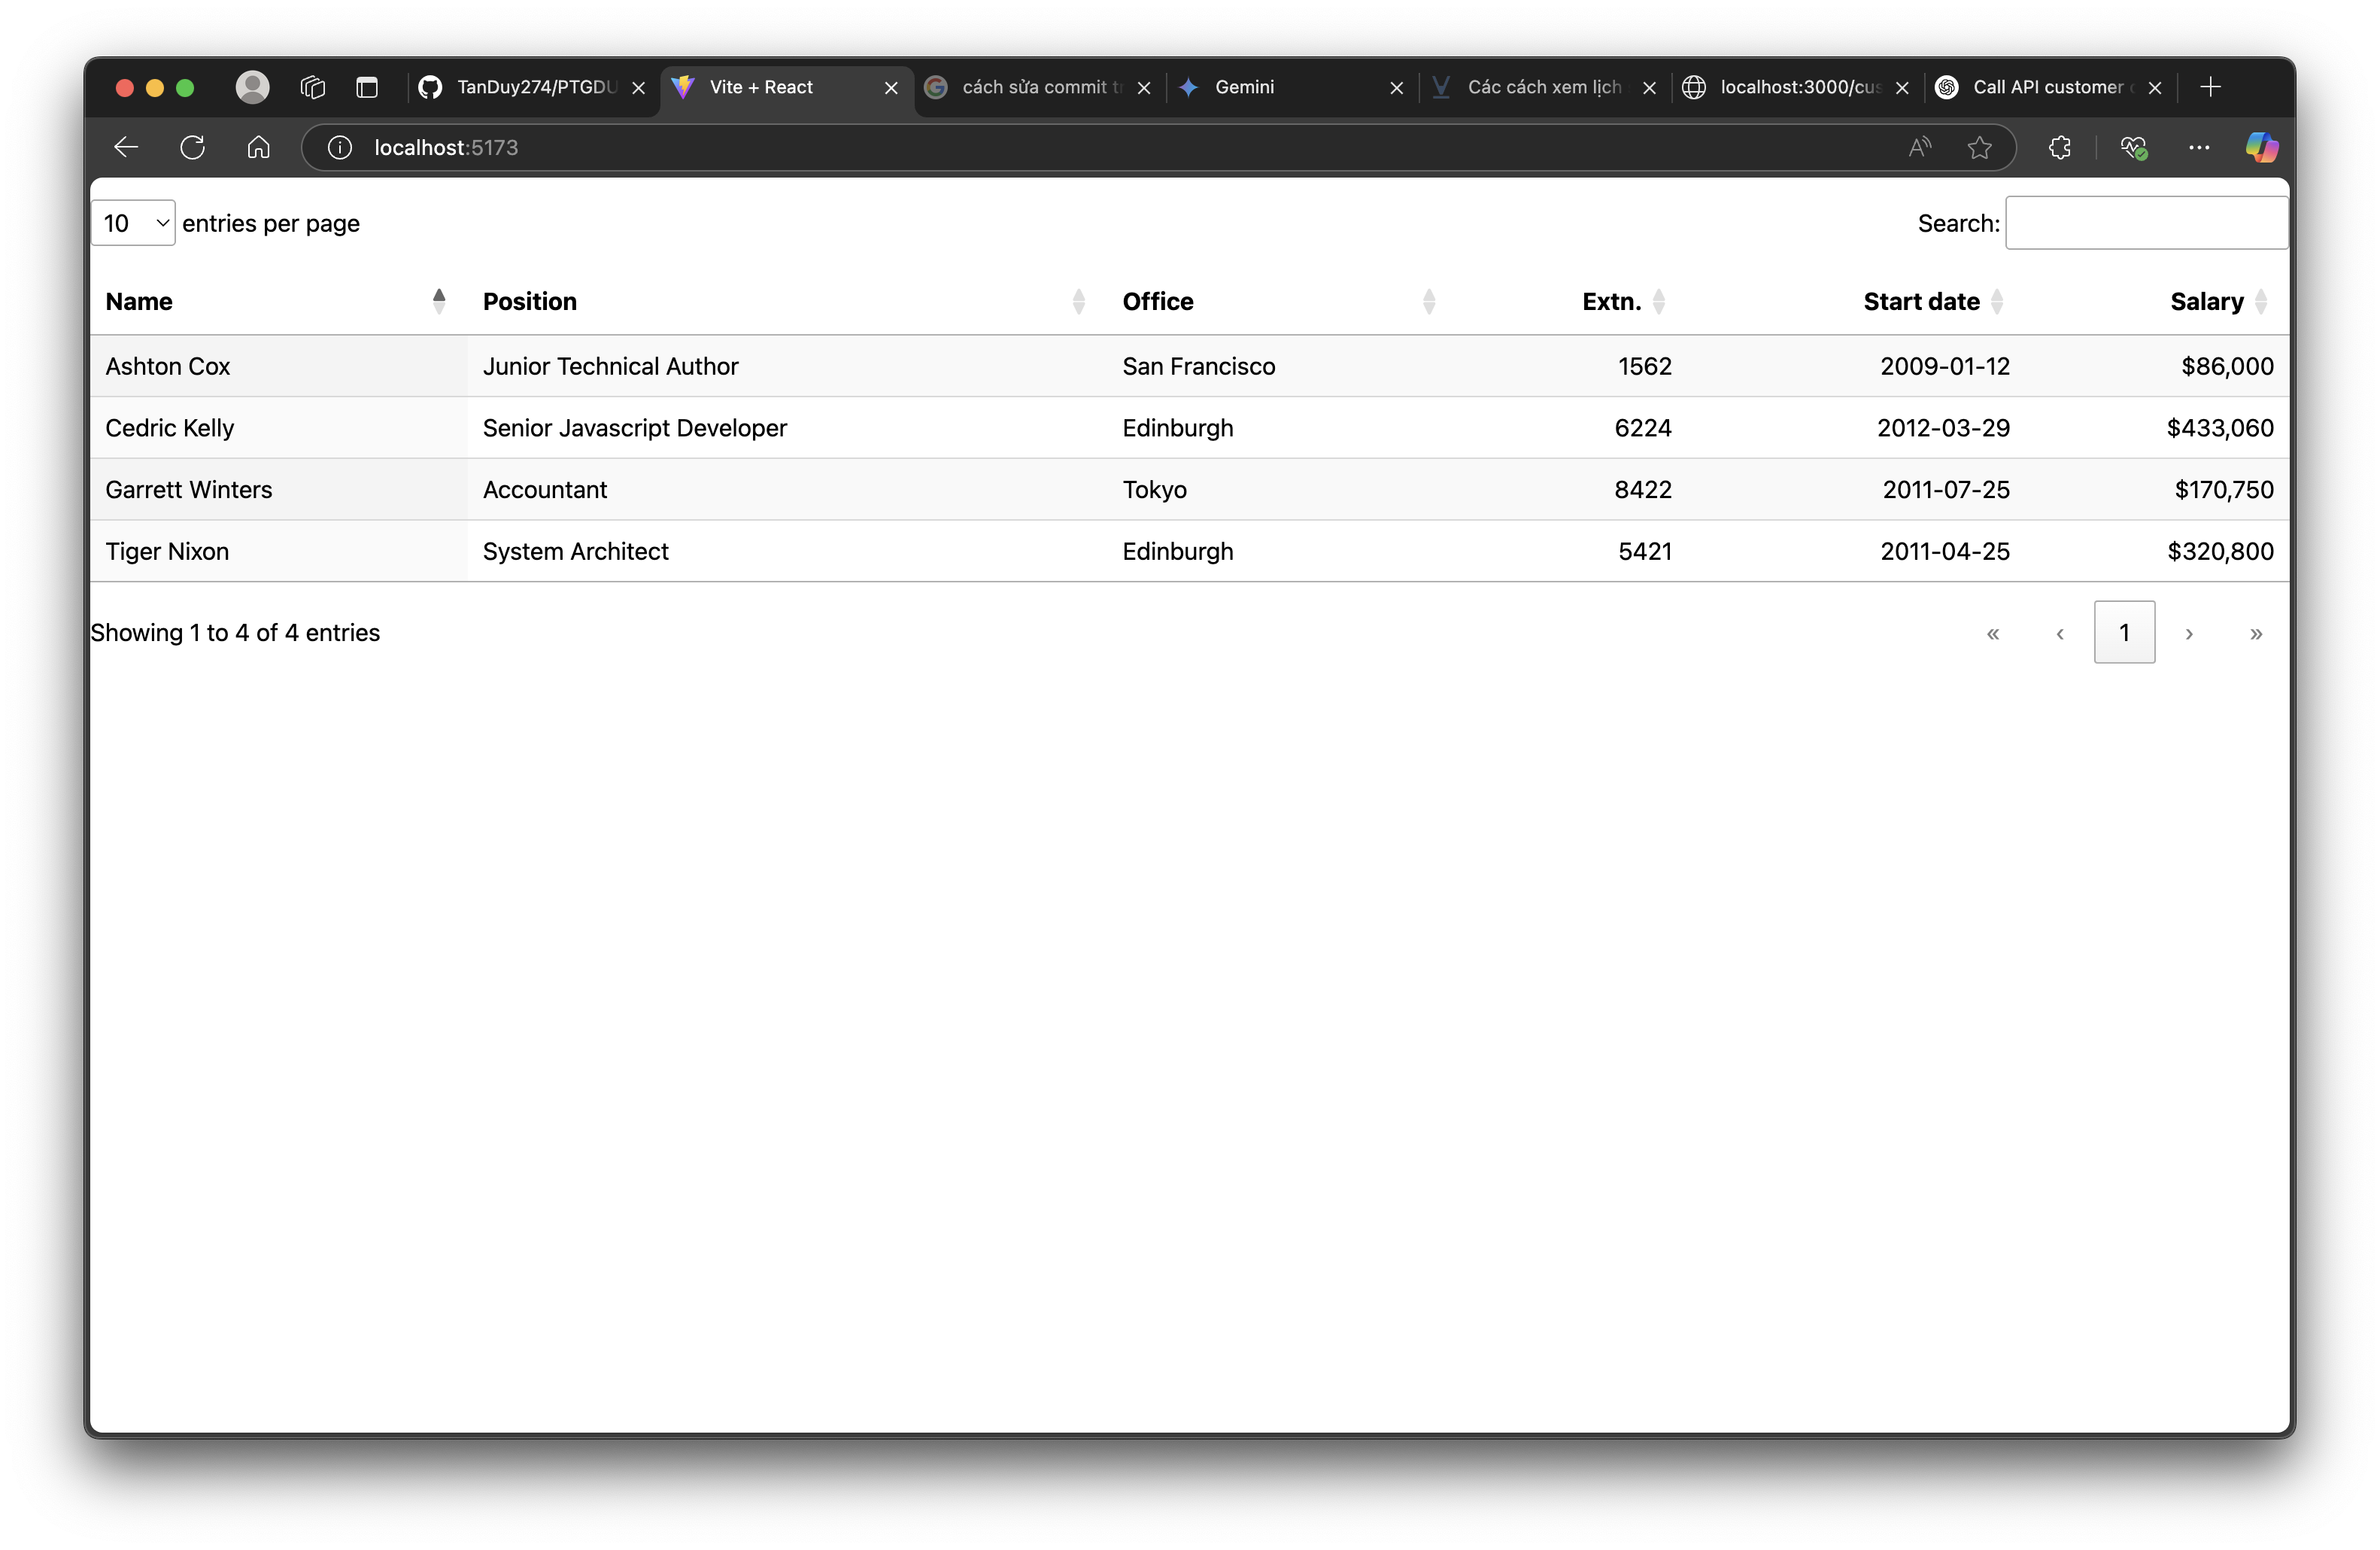 TanDuy274/PTGDU Vite + React cách sửa commit Gemini Các cách xem lịch localhost:3000/cus Call API customer
localhost:5173
10 entries per page Search:
Name Position Office Extn. Start date Salary
Ashton Cox Junior Technical Author San Francisco 1562 2009-01-12 $86,000
Cedric Kelly Senior Javascript Developer Edinburgh 6224 2012-03-29 $433,060
Garrett Winters Accountant Tokyo 8422 2011-07-25 $170,750
Tiger Nixon System Architect Edinburgh 5421 2011-04-25 $320,800
Showing 1 to 4 of 4 entries « ‹ 1 › »